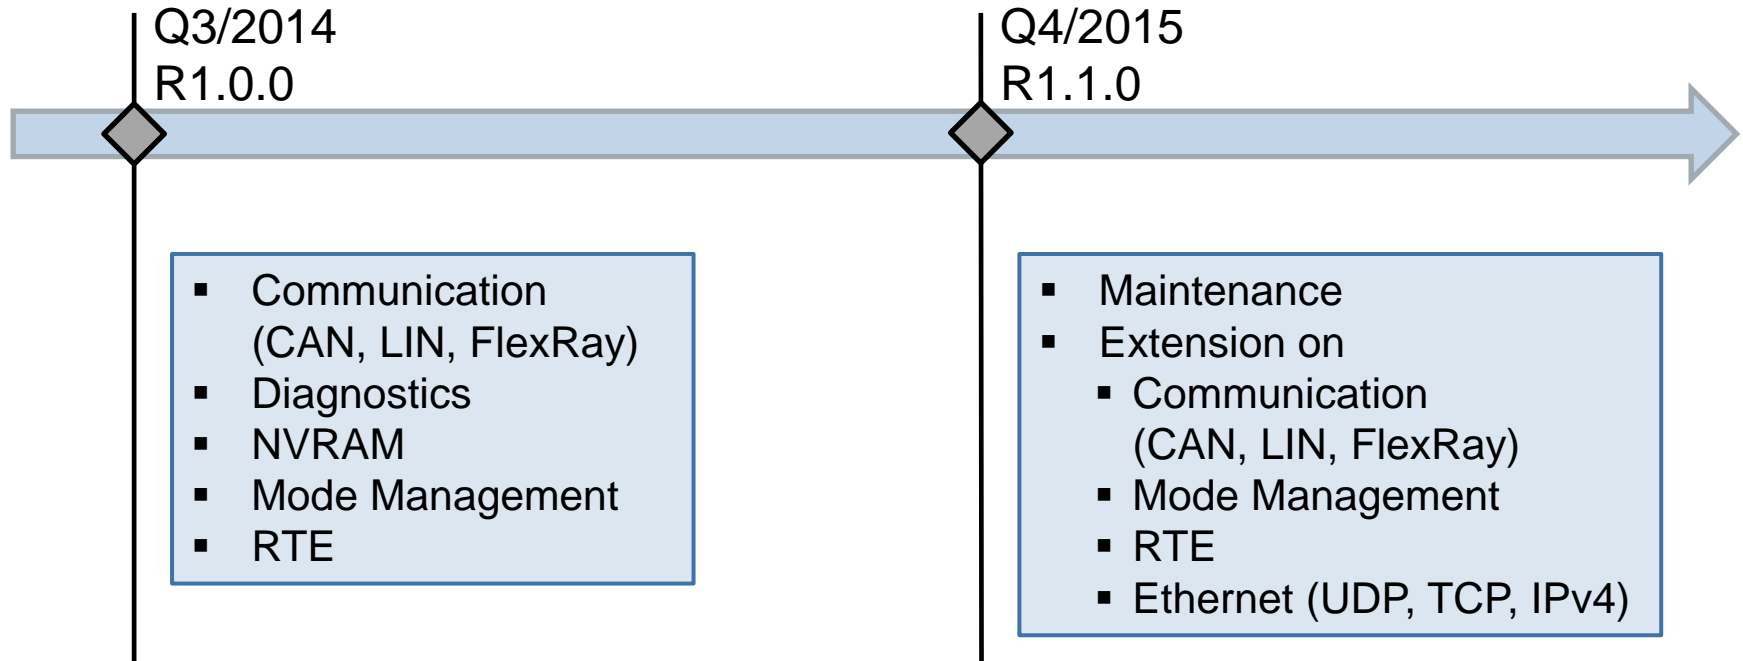 Q3/2014
R1.0.0
Q4/2015
R1.1.0
▪ Communication
(CAN, LIN, FlexRay)
▪ Diagnostics
▪ NVRAM
▪ Mode Management
▪ RTE
▪ Maintenance
▪ Extension on
▪ Communication
(CAN, LIN, FlexRay)
▪ Mode Management
▪ RTE
▪ Ethernet (UDP, TCP, IPv4)